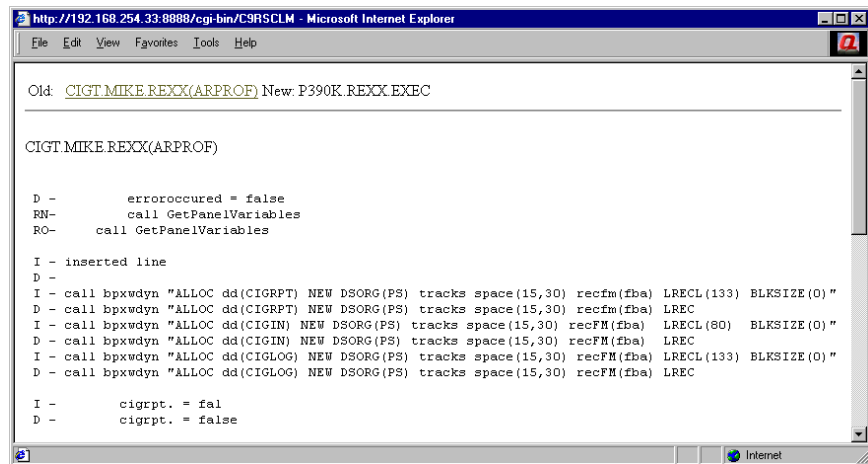 http://192.168.254.33:8888/cgi-bin/C9RSCLM - Microsoft Internet Explorer
File Edit View Favorites Tools Help
Old: CIGT.MIKE.REXX(ARPROF) New: P390K.REXX.EXEC
CIGT.MIKE.REXX(ARPROF)
D - erroroccured = false
RN- call GetPanelVariables
RO- call GetPanelVariables
I - inserted line
D -
I - call bpxwdyn "ALLOC dd(CIGRPT) NEW DSORG(PS) tracks space(15,30) recfm(fba) LRECL(133) BLKSIZE(0)"
D - call bpxwdyn "ALLOC dd(CIGRPT) NEW DSORG(PS) tracks space(15,30) recfm(fba) LREC
I - call bpxwdyn "ALLOC dd(CIGIN) NEW DSORG(PS) tracks space(15,30) recFM(fba) LRECL(80) BLKSIZE(0)"
D - call bpxwdyn "ALLOC dd(CIGIN) NEW DSORG(PS) tracks space(15,30) recFM(fba) LREC
I - call bpxwdyn "ALLOC dd(CIGLOG) NEW DSORG(PS) tracks space(15,30) recFM(fba) LRECL(133) BLKSIZE(0)"
D - call bpxwdyn "ALLOC dd(CIGLOG) NEW DSORG(PS) tracks space(15,30) recFM(fba) LREC
I - cigrpt. = fal
D - cigrpt. = false
Internet